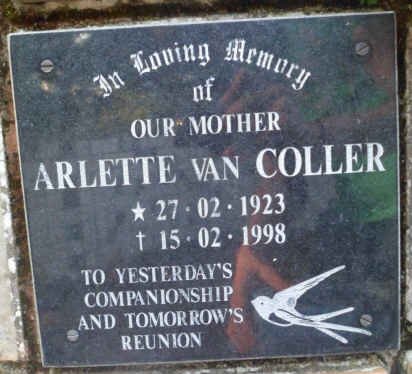 In Loving Memory
of
OUR MOTHER
ARLETTE VAN COLLER
★ 27·02·1923
† 15·02·1998
TO YESTERDAY'S
COMPANIONSHIP
AND TOMORROW'S
REUNION